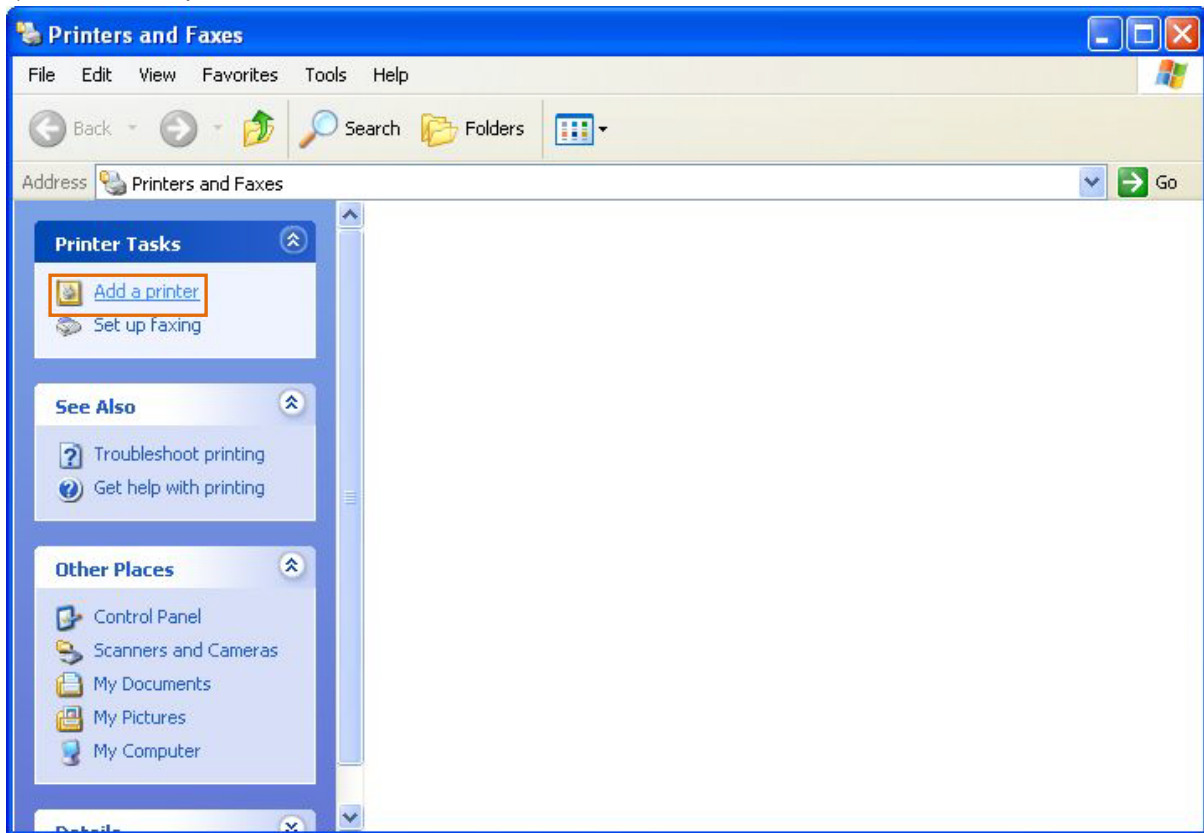 Printers and Faxes
File Edit View Favorites Tools Help
Back Search Folders
Address Printers and Faxes Go
Printer Tasks
Add a printer
Set up faxing
See Also
Troubleshoot printing
Get help with printing
Other Places
Control Panel
Scanners and Cameras
My Documents
My Pictures
My Computer
Details